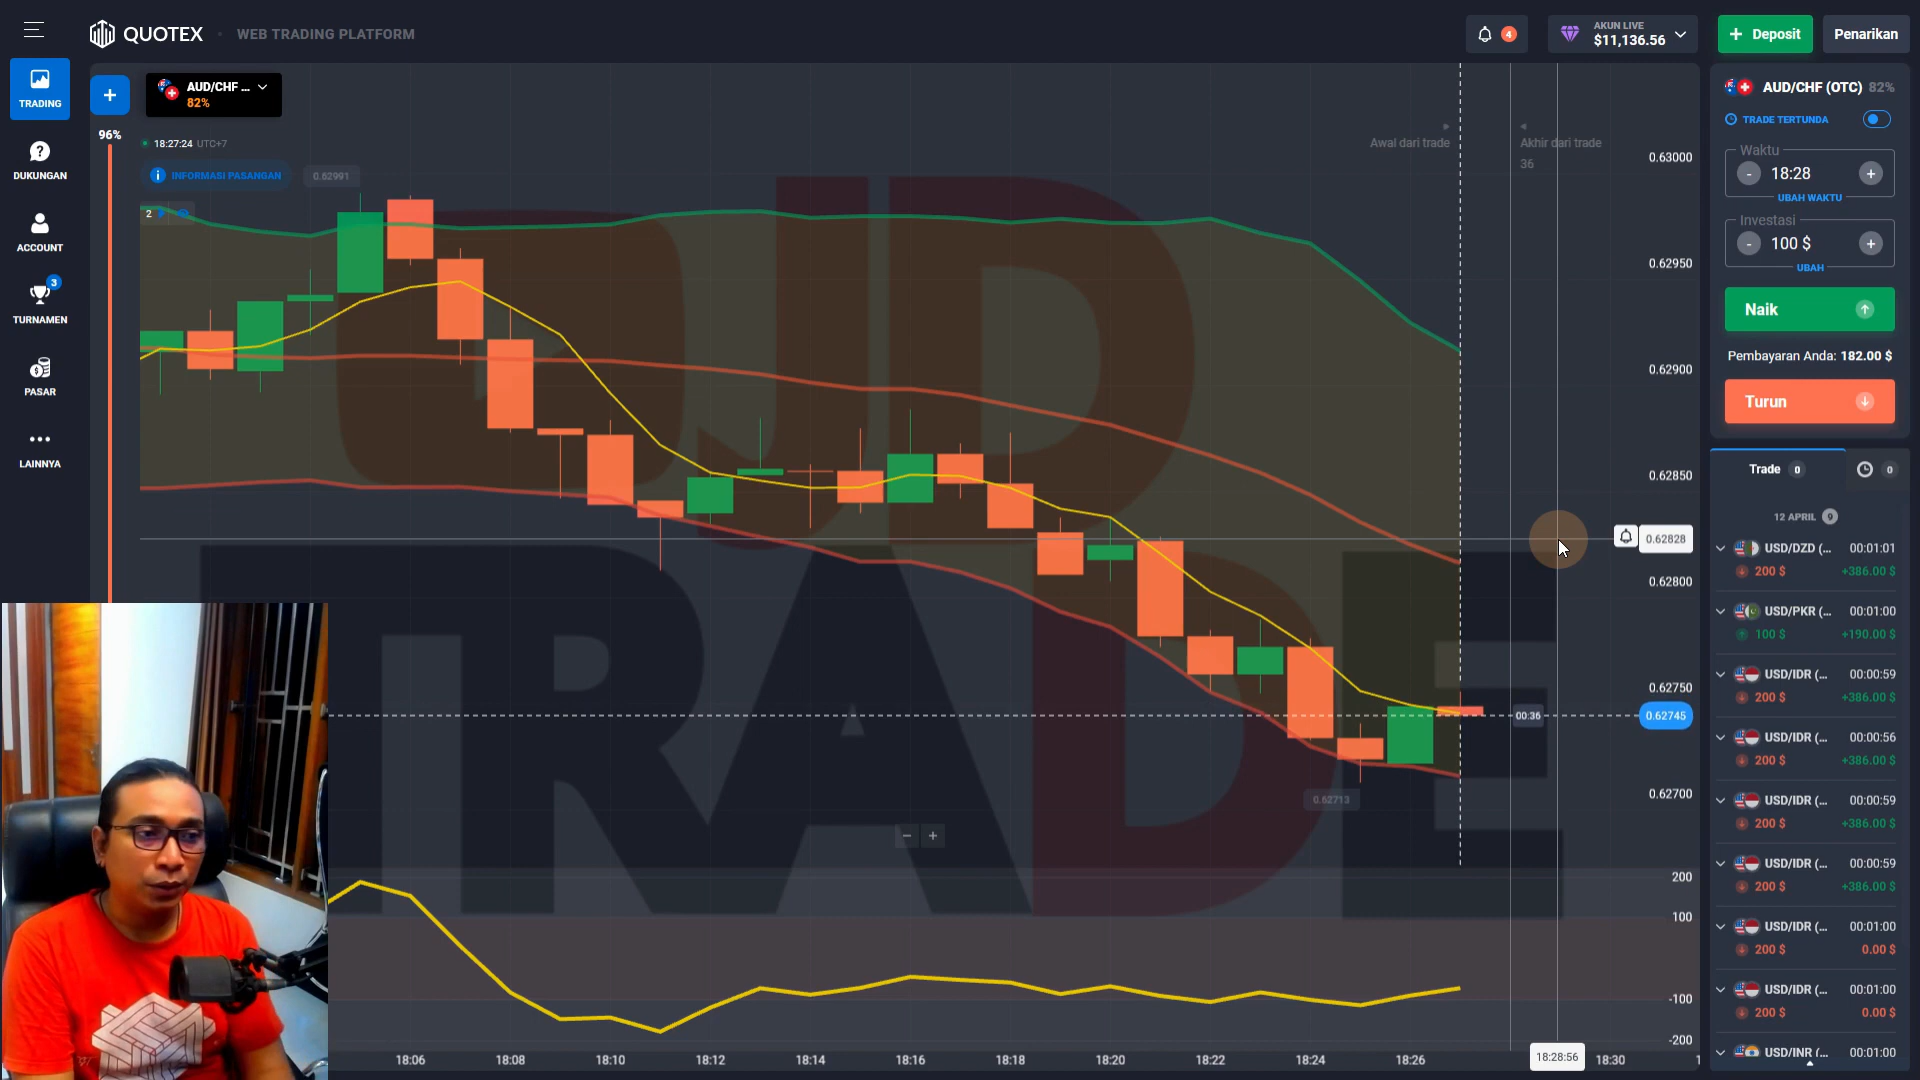 QUOTEX
WEB TRADING PLATFORM
4
AKUN LIVE
$11,136.56
+ Deposit
Penarikan
TRADING
DUKUNGAN
ACCOUNT
3
TURNAMEN
PASAR
LAINNYA
+
AUD/CHF ...
82%
96%
18:27:24 UTC+7
INFORMASI PASANGAN
0.62991
2
Awal dari trade
Akhir dari trade
36
0.63000
0.62950
0.62900
0.62850
0.62828
0.62800
0.62750
00:36
0.62745
0.62713
0.62700
- +
OJD
TRADE
200
100
-100
-200
18:06
18:08
18:10
18:12
18:14
18:16
18:18
18:20
18:22
18:24
18:26
18:28:56
18:30
AUD/CHF (OTC) 82%
TRADE TERTUNDA
Waktu
- 18:28 +
UBAH WAKTU
Investasi
- 100 $ +
UBAH
Naik
Pembayaran Anda: 182.00 $
Turun
Trade 0
0
12 APRIL 9
USD/DZD (... 00:01:01
200 $ +386.00 $
USD/PKR (... 00:01:00
100 $ +190.00 $
USD/IDR (... 00:00:59
200 $ +386.00 $
USD/IDR (... 00:00:56
200 $ +386.00 $
USD/IDR (... 00:00:59
200 $ +386.00 $
USD/IDR (... 00:00:59
200 $ +386.00 $
USD/IDR (... 00:01:00
200 $ 0.00 $
USD/IDR (... 00:01:00
200 $ 0.00 $
USD/INR (... 00:01:00